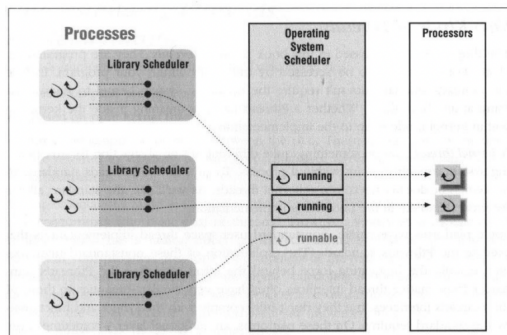 Processes
Library Scheduler
Library Scheduler
Library Scheduler
Operating
System
Scheduler
running
running
runnable
Processors